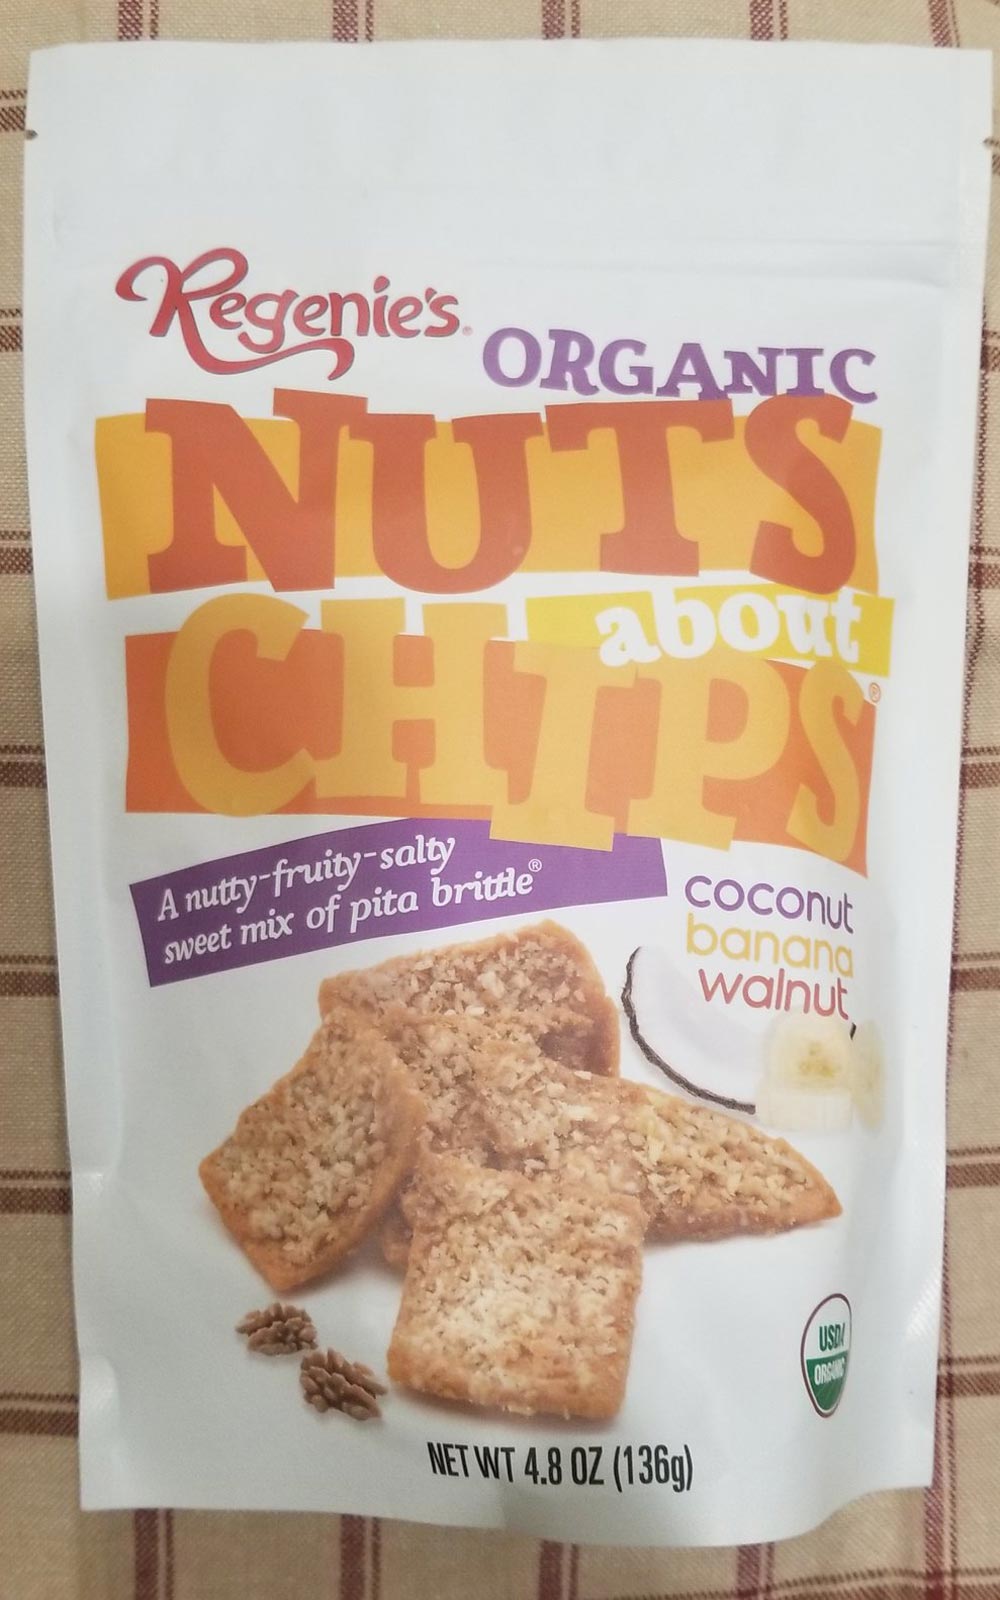 Regenie's®
ORGANIC
NUTS
about
CHIPS®
A nutty-fruity-salty
sweet mix of pita brittle®
coconut
banana
walnut
USDA
ORGANIC
NET WT 4.8 OZ (136g)